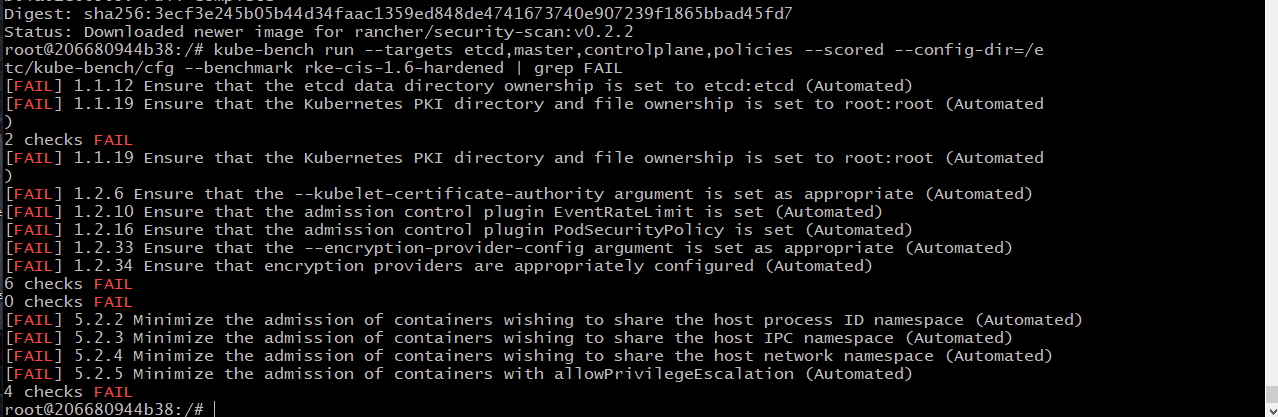 Digest: sha256:3ecf3e245b05b44d34faac1359ed848de4741673740e907239f1865bbad45fd7
Status: Downloaded newer image for rancher/security-scan:v0.2.2
root@206680944b38:/# kube-bench run --targets etcd,master,controlplane,policies --scored --config-dir=/e
tc/kube-bench/cfg --benchmark rke-cis-1.6-hardened | grep FAIL
[FAIL] 1.1.12 Ensure that the etcd data directory ownership is set to etcd:etcd (Automated)
[FAIL] 1.1.19 Ensure that the Kubernetes PKI directory and file ownership is set to root:root (Automated
)
2 checks FAIL
[FAIL] 1.1.19 Ensure that the Kubernetes PKI directory and file ownership is set to root:root (Automated
)
[FAIL] 1.2.6 Ensure that the --kubelet-certificate-authority argument is set as appropriate (Automated)
[FAIL] 1.2.10 Ensure that the admission control plugin EventRateLimit is set (Automated)
[FAIL] 1.2.16 Ensure that the admission control plugin PodSecurityPolicy is set (Automated)
[FAIL] 1.2.33 Ensure that the --encryption-provider-config argument is set as appropriate (Automated)
[FAIL] 1.2.34 Ensure that encryption providers are appropriately configured (Automated)
6 checks FAIL
0 checks FAIL
[FAIL] 5.2.2 Minimize the admission of containers wishing to share the host process ID namespace (Automated)
[FAIL] 5.2.3 Minimize the admission of containers wishing to share the host IPC namespace (Automated)
[FAIL] 5.2.4 Minimize the admission of containers wishing to share the host network namespace (Automated)
[FAIL] 5.2.5 Minimize the admission of containers with allowPrivilegeEscalation (Automated)
4 checks FAIL
root@206680944b38:/#